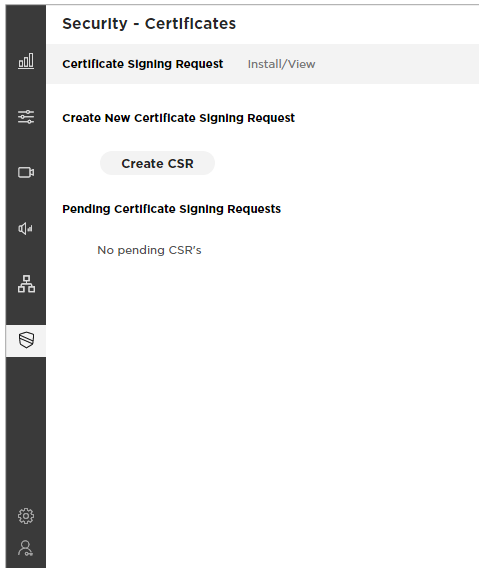 Security - Certificates
Certificate Signing Request Install/View
Create New Certificate Signing Request
Create CSR
Pending Certificate Signing Requests
No pending CSR's